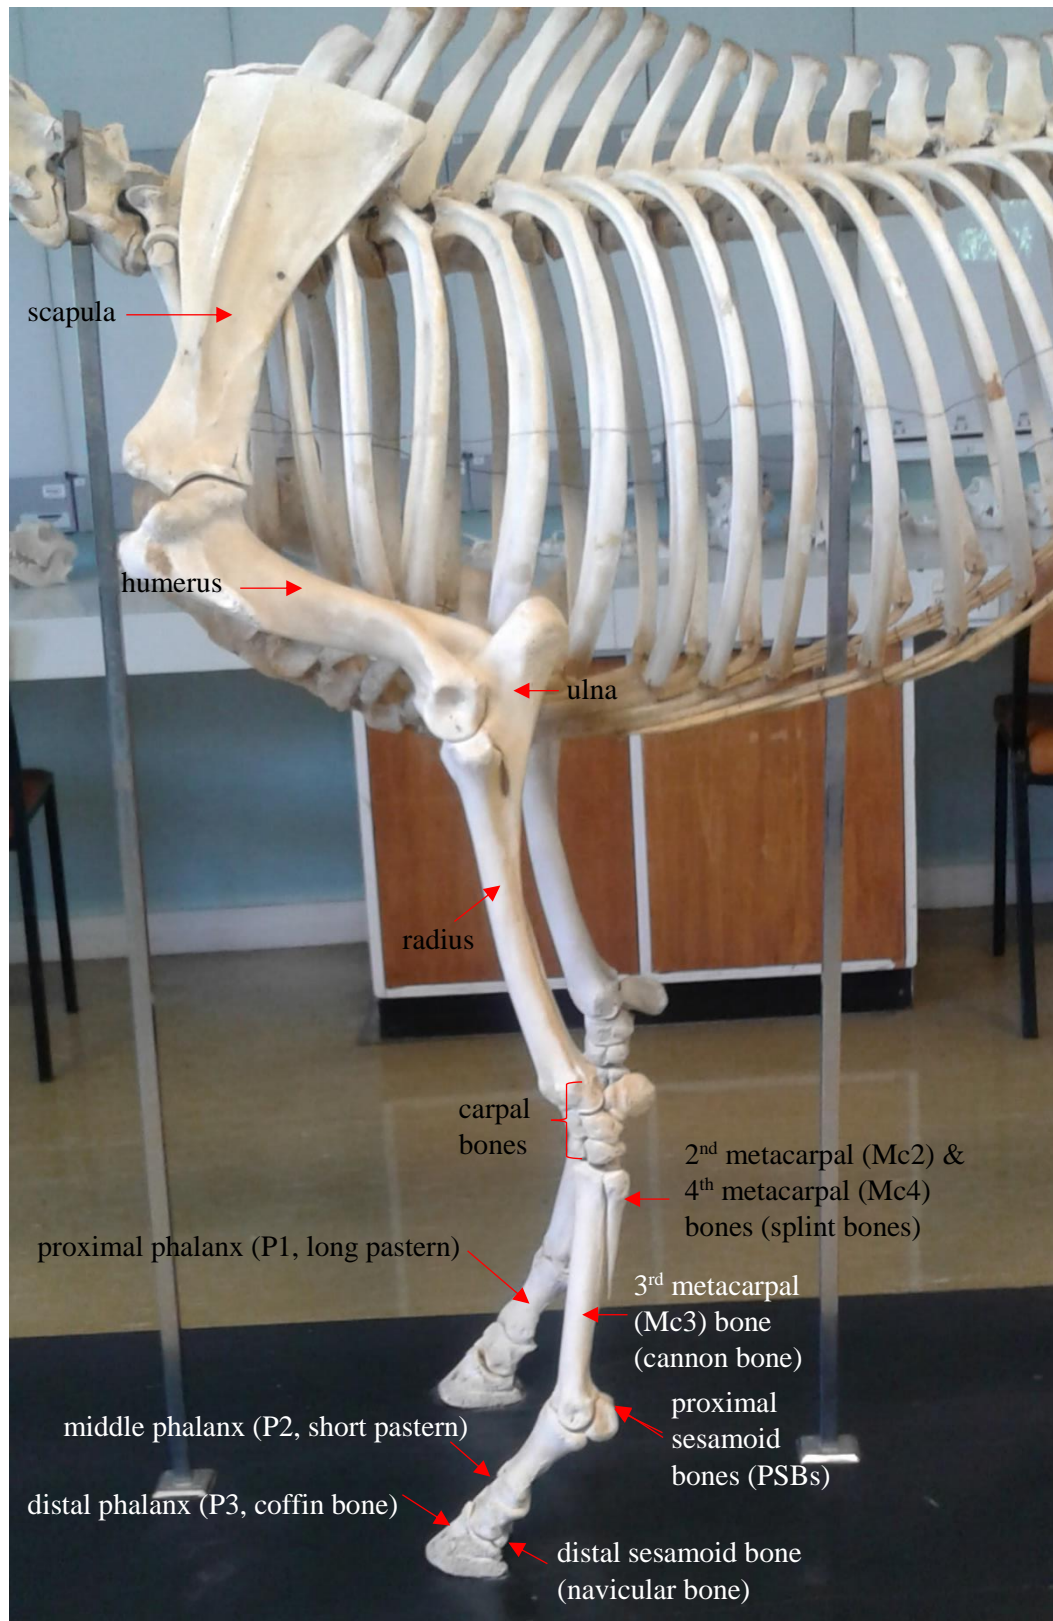 scapula
humerus
ulna
radius
carpal
bones
2nd metacarpal (Mc2) &
4th metacarpal (Mc4)
bones (splint bones)
proximal phalanx (P1, long pastern)
3rd metacarpal
(Mc3) bone
(cannon bone)
proximal
sesamoid
bones (PSBs)
middle phalanx (P2, short pastern)
distal phalanx (P3, coffin bone)
distal sesamoid bone
(navicular bone)